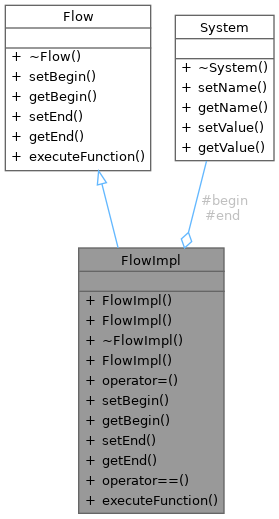 Flow
+ ~Flow()
+ setBegin()
+ getBegin()
+ setEnd()
+ getEnd()
+ executeFunction()
System
+ ~System()
+ setName()
+ getName()
+ setValue()
+ getValue()
#begin
#end
FlowImpl
+ FlowImpl()
+ FlowImpl()
+ ~FlowImpl()
+ FlowImpl()
+ operator=()
+ setBegin()
+ getBegin()
+ setEnd()
+ getEnd()
+ operator==()
+ executeFunction()